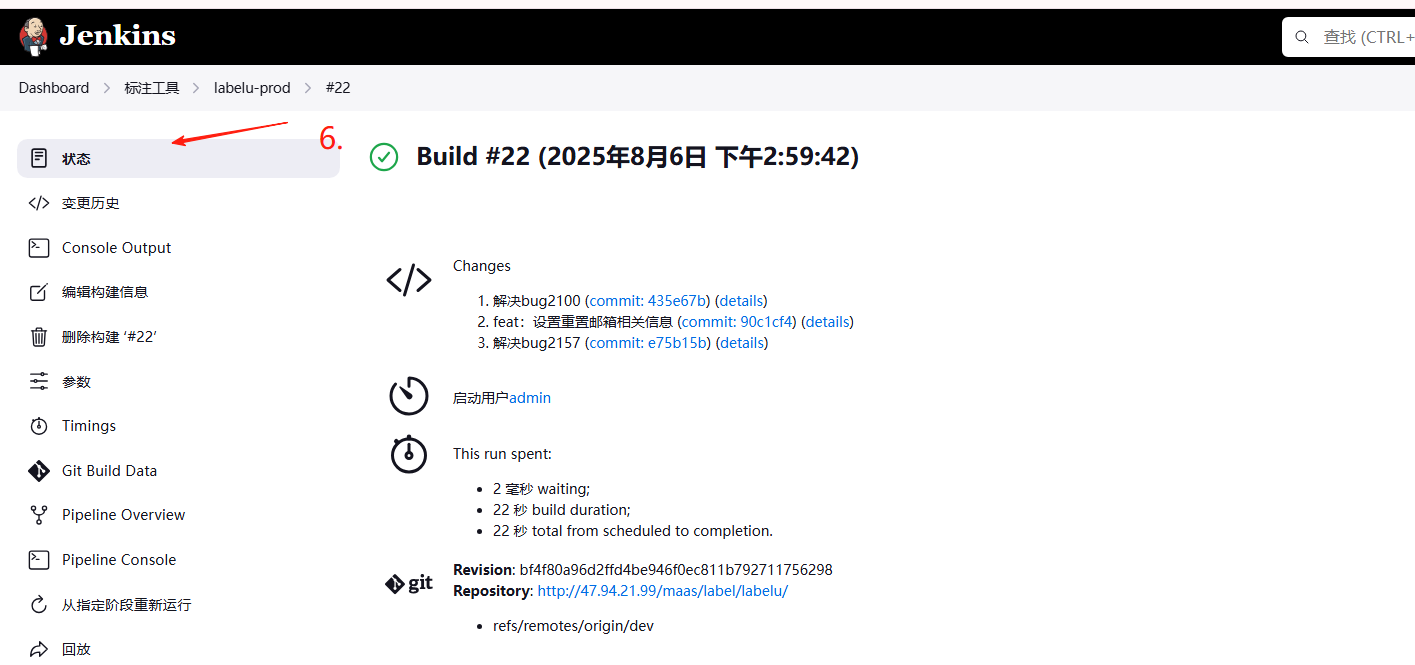 Jenkins
查找 (CTRL+
Dashboard > 标注工具 > labelu-prod > #22
6.
状态
变更历史
Console Output
编辑构建信息
删除构建 ‘#22’
参数
Timings
Git Build Data
Pipeline Overview
Pipeline Console
从指定阶段重新运行
回放
Build #22 (2025年8月6日 下午2:59:42)
Changes
1. 解决bug2100 (commit: 435e67b) (details)
2. feat：设置重置邮箱相关信息 (commit: 90c1cf4) (details)
3. 解决bug2157 (commit: e75b15b) (details)
启动用户admin
This run spent:
• 2 毫秒 waiting;
• 22 秒 build duration;
• 22 秒 total from scheduled to completion.
git
Revision: bf4f80a96d2ffd4be946f0ec811b792711756298
Repository: http://47.94.21.99/maas/label/labelu/
• refs/remotes/origin/dev